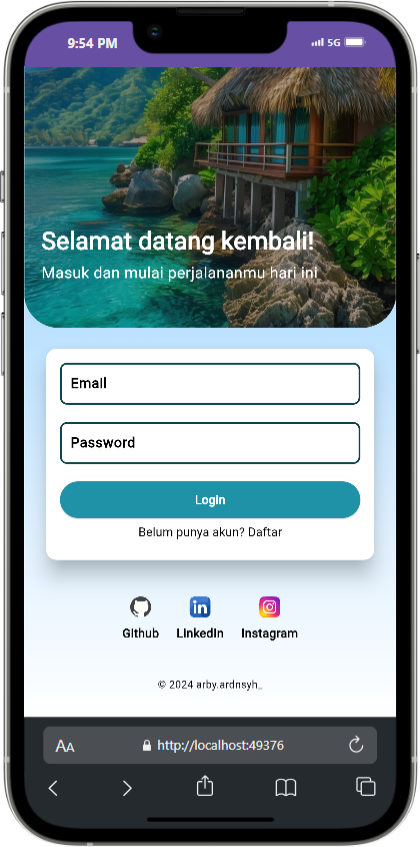 9:54 PM
5G
Selamat datang kembali!
Masuk dan mulai perjalananmu hari ini
Email
Password
Login
Belum punya akun? Daftar
Github
LinkedIn
Instagram
© 2024 arby.ardnsyh_
AA
http://localhost:49376